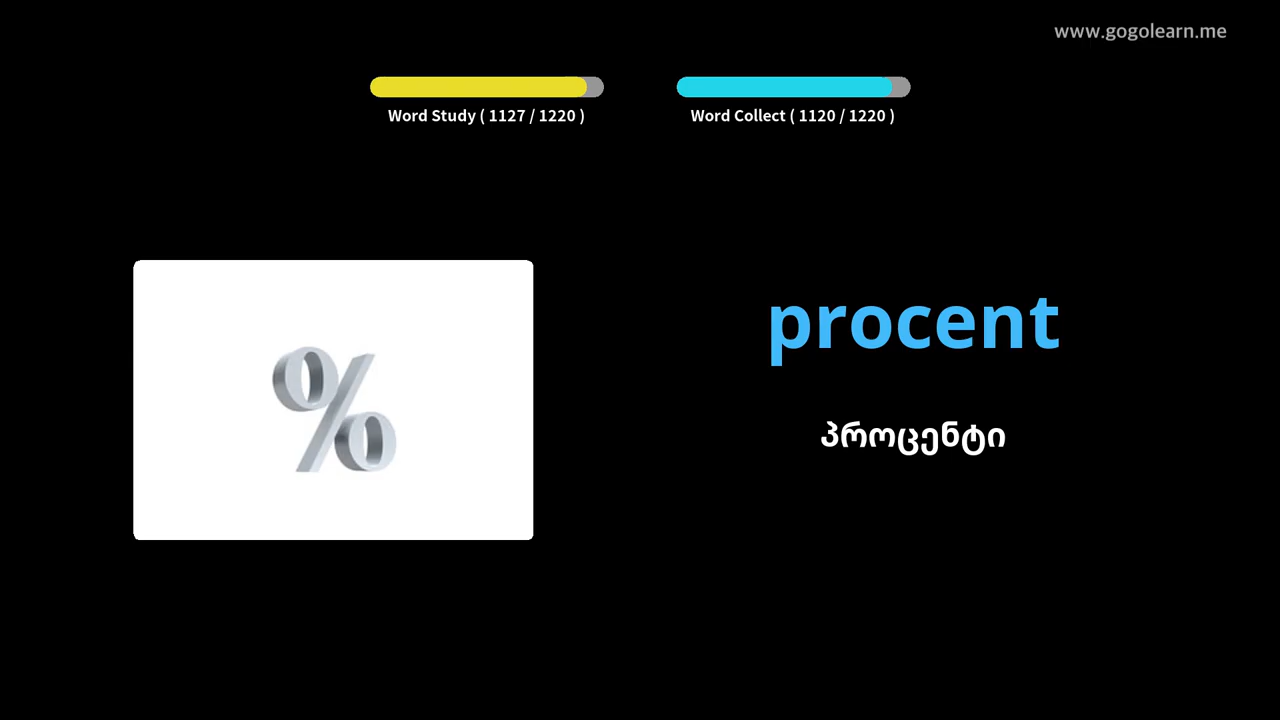 www.gogolearn.me
Word Study ( 1127 / 1220 )
Word Collect ( 1120 / 1220 )
%
procent
პროცენტი